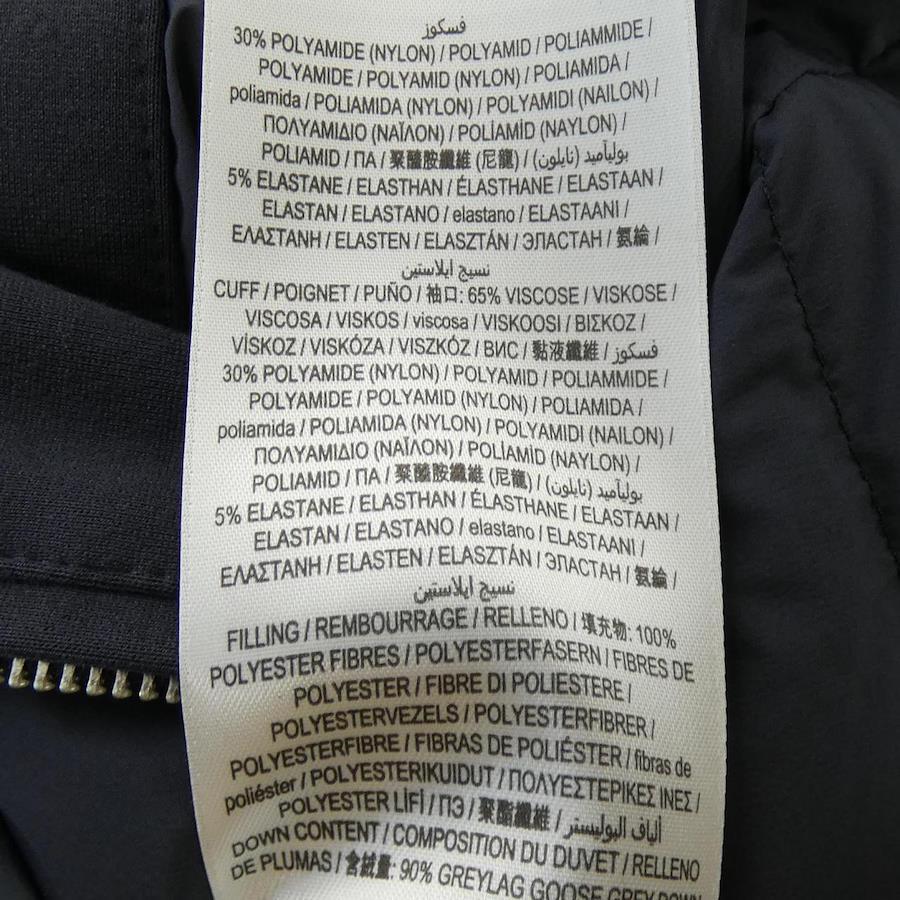 فسكوز
30% POLYAMIDE (NYLON) / POLYAMID / POLIAMMIDE /
POLYAMIDE / POLYAMID (NYLON) / POLIAMIDA /
poliamida / POLIAMIDA (NYLON) / POLYAMIDI (NAILON) /
ΠΟΛΥΑΜΙΔΙΟ (ΝΑΪΛΟΝ) / POLİAMİD (NAYLON) /
POLIAMID / ПА / 聚醯胺纖維 (尼龍) / بولياميد (نايلون) /
5% ELASTANE / ELASTHAN / ÉLASTHANE / ELASTAAN /
ELASTAN / ELASTANO / elastano / ELASTAANI /
ΕΛΑΣΤΑΝΗ / ELASTEN / ELASZTÁN / ЭЛАСТАН / 氨綸 /
نسيج ايلاستين
CUFF / POIGNET / PUÑO / 袖口: 65% VISCOSE / VISKOSE /
VISCOSA / VISKOS / viscosa / VISKOOSI / ΒΙΣΚΟΖ /
VİSKOZ / VISKÓZA / VISZKÓZ / ВИС / 黏液纖維 / فسكوز
30% POLYAMIDE (NYLON) / POLYAMID / POLIAMMIDE /
POLYAMIDE / POLYAMID (NYLON) / POLIAMIDA /
poliamida / POLIAMIDA (NYLON) / POLYAMIDI (NAILON) /
ΠΟΛΥΑΜΙΔΙΟ (ΝΑΪΛΟΝ) / POLİAMİD (NAYLON) /
POLIAMID / ПА / 聚醯胺纖維 (尼龍) / بولياميد (نايلون) /
5% ELASTANE / ELASTHAN / ÉLASTHANE / ELASTAAN /
ELASTAN / ELASTANO / elastano / ELASTAANI /
ΕΛΑΣΤΑΝΗ / ELASTEN / ELASZTÁN / ЭЛАСТАН / 氨綸 /
نسيج ايلاستين
FILLING / REMBOURRAGE / RELLENO / 填充物: 100%
POLYESTER FIBRES / POLYESTERFASERN / FIBRES DE
POLYESTER / FIBRE DI POLIESTERE /
POLYESTERVEZELS / POLYESTERFIBRER /
POLYESTERFIBRE / FIBRAS DE POLIÉSTER / fibras de
poliéster / POLYESTERIKUIDUT / ΠΟΛΥΕΣΤΕΡΙΚΕΣ ΙΝΕΣ /
POLYESTER LİFİ / ПЭ / 聚酯纖維 / ألياف البوليستر
DOWN CONTENT / COMPOSITION DU DUVET / RELLENO
DE PLUMAS / 含絨量: 90% GREYLAG GOOSE GREY DOWN